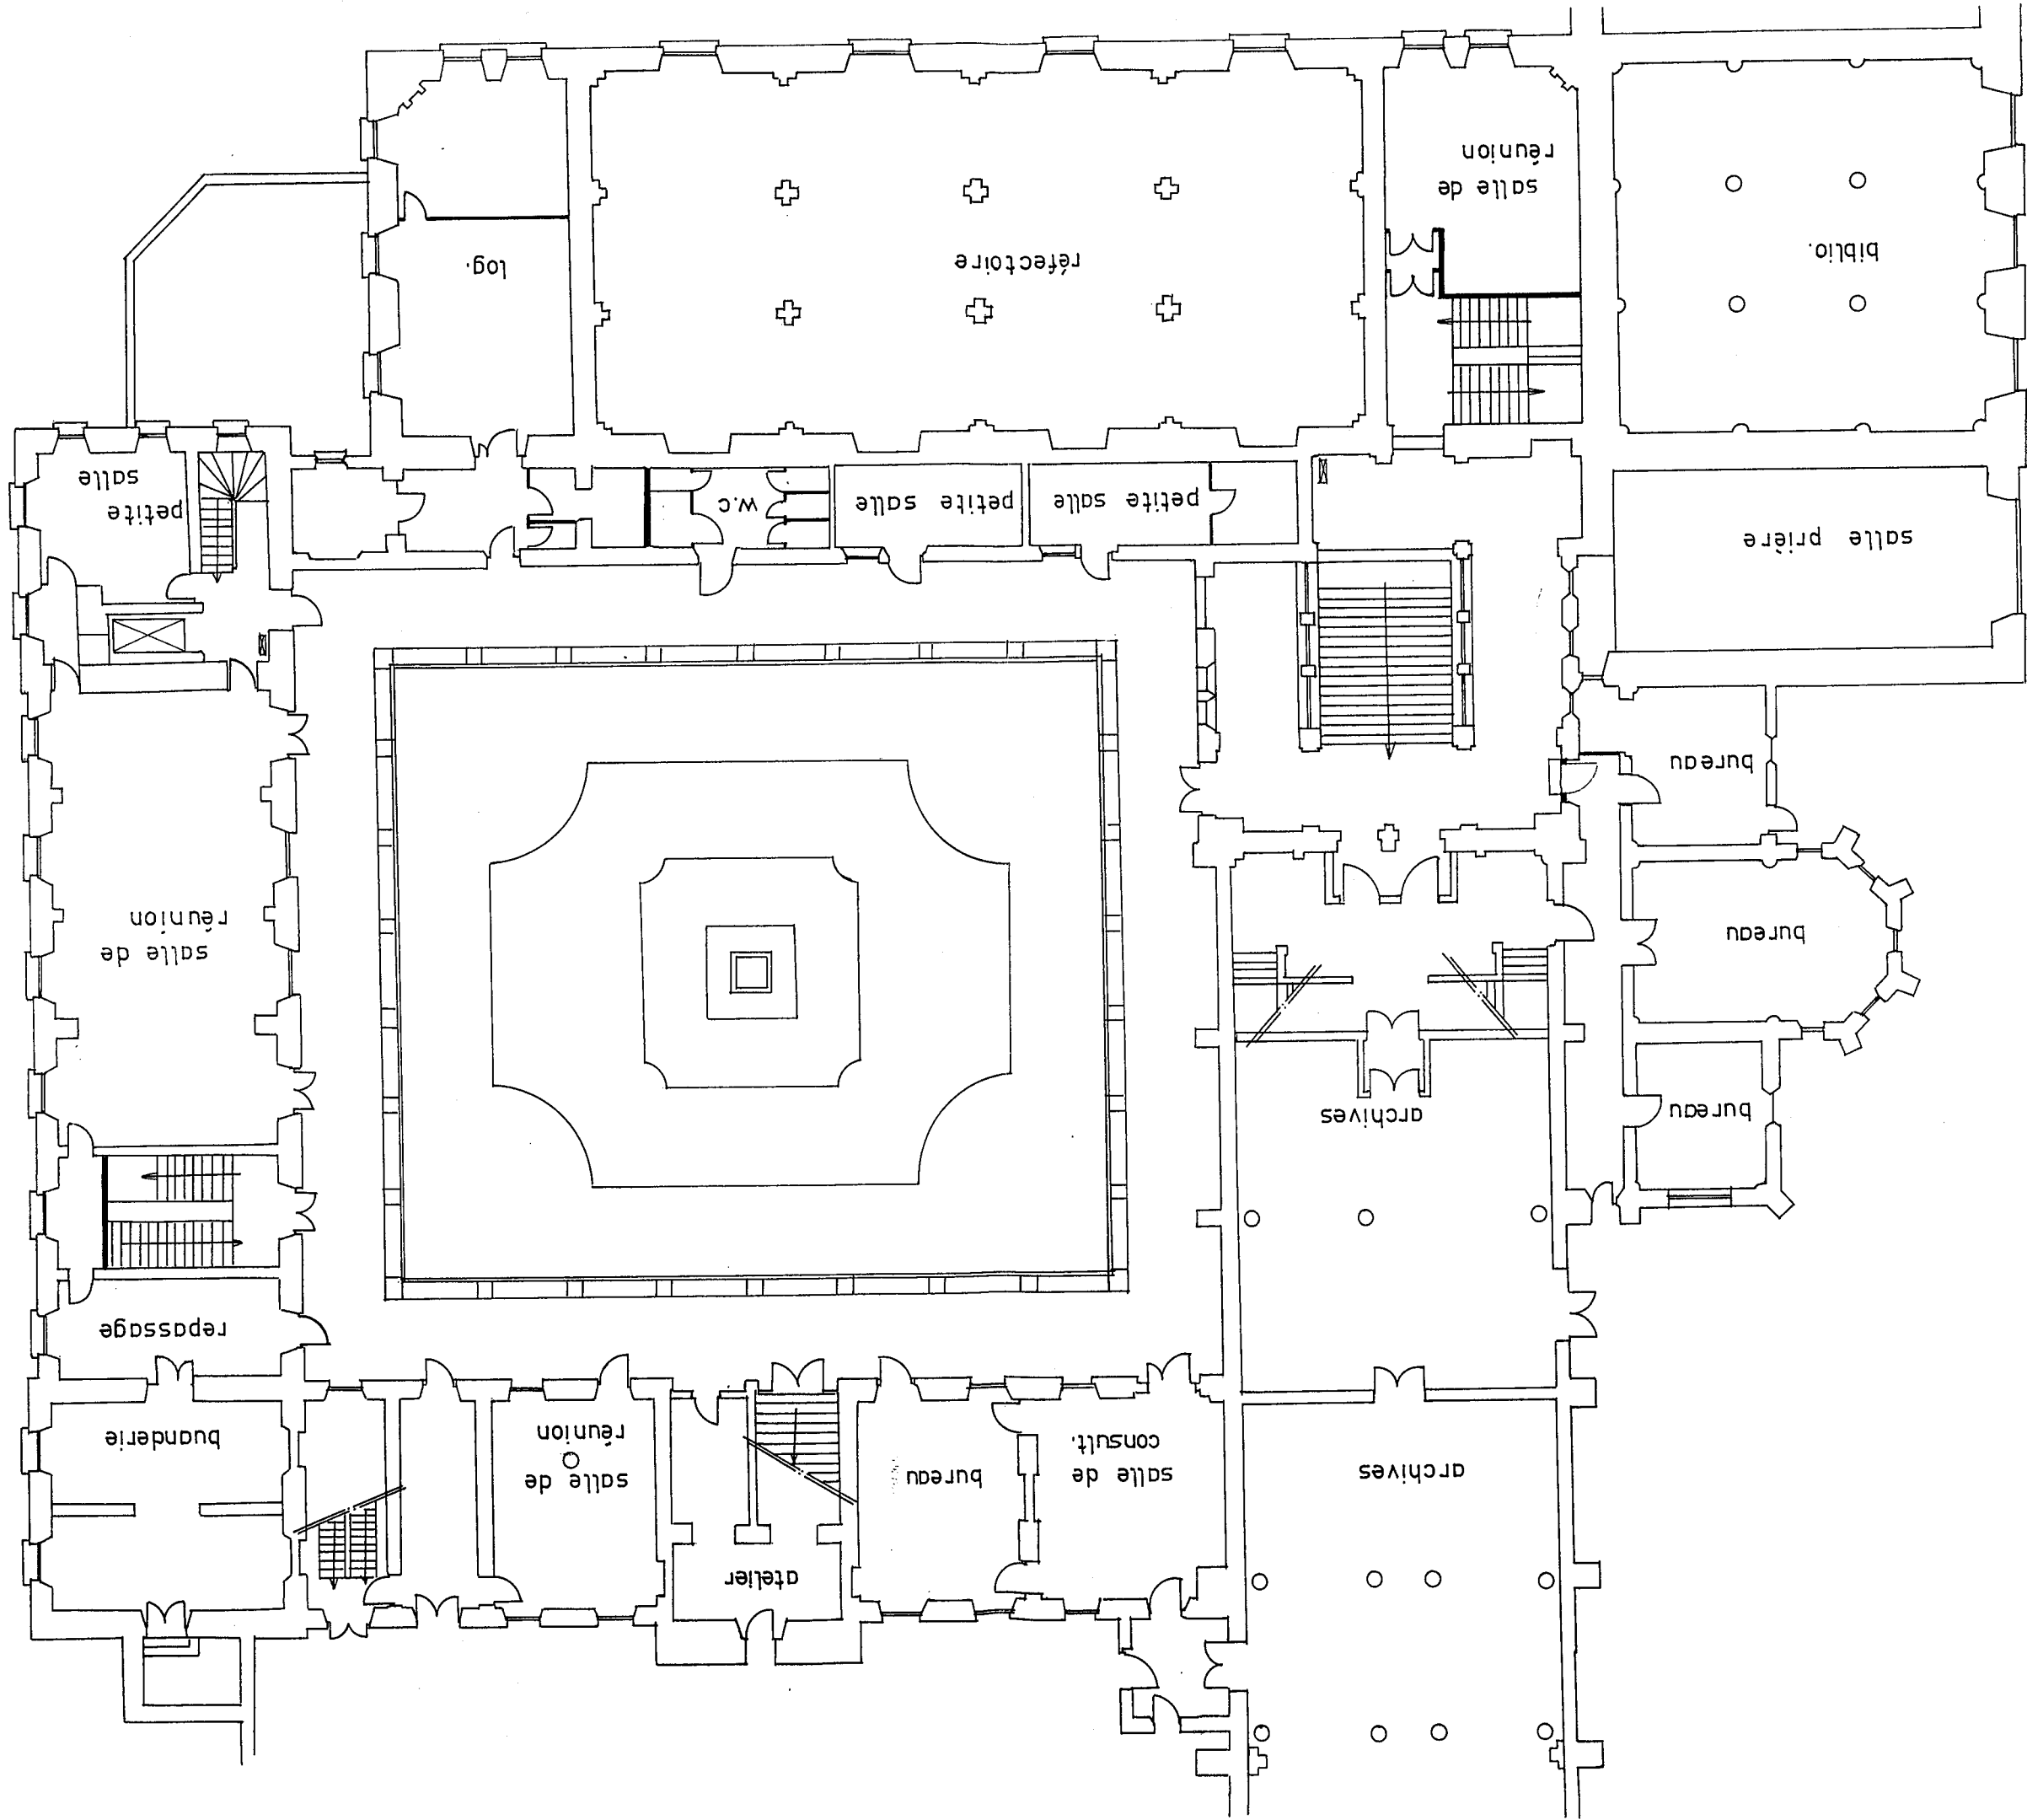 atelier
archives
salle de
consult.
bureau
salle de
réunion
buanderie
repassage
archives
bureau
bureau
salle de
réunion
bureau
salle prière
petite salle
petite salle
W.C
petite
salle
biblio.
réfectoire
log.
salle de
réunion